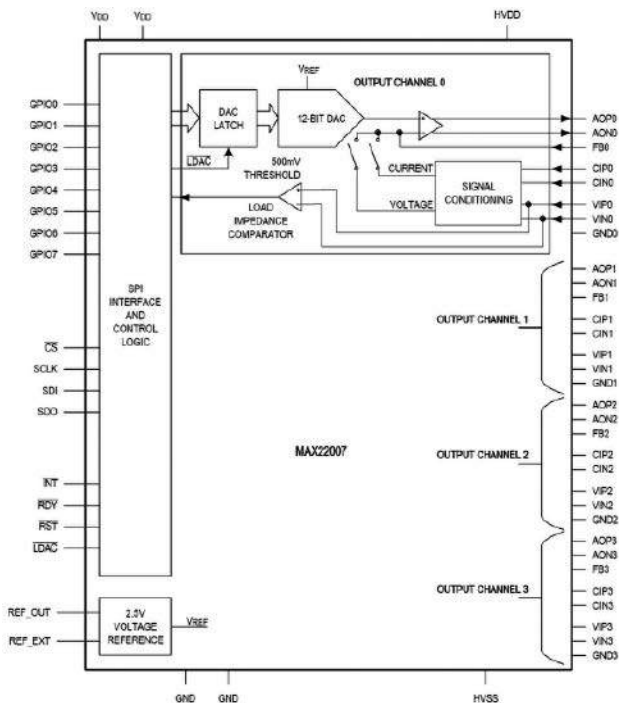 VDD
VDD
HVDD
GPIO0
GPIO1
GPIO2
GPIO3
GPIO4
GPIO5
GPIO6
GPIO7
CS
SCLK
SDI
SDO
INT
RDY
RST
LDAC
REF_OUT
REF_EXT
SPI
INTERFACE
AND
CONTROL
LOGIC
2.5V
VOLTAGE
REFERENCE
VREF
VREF
OUTPUT CHANNEL 0
DAC
LATCH
12-BIT DAC
LDAC
500mV
THRESHOLD
CURRENT
VOLTAGE
SIGNAL
CONDITIONING
LOAD
IMPEDANCE
COMPARATOR
AOP0
AON0
FB0
CIP0
CIN0
VIP0
VIN0
GND0
OUTPUT CHANNEL 1
AOP1
AON1
FB1
CIP1
CIN1
VIP1
VIN1
GND1
MAX22007
OUTPUT CHANNEL 2
AOP2
AON2
FB2
CIP2
CIN2
VIP2
VIN2
GND2
OUTPUT CHANNEL 3
AOP3
AON3
FB3
CIP3
CIN3
VIP3
VIN3
GND3
GND
GND
HVSS